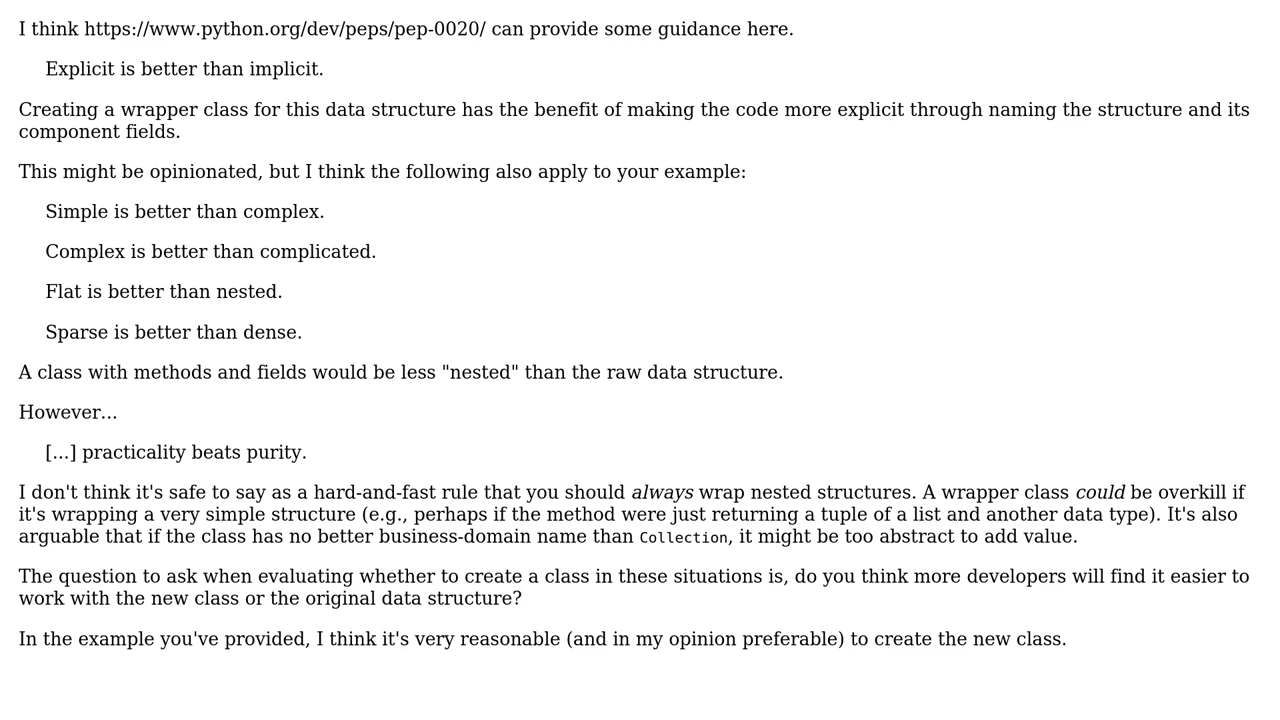 I think https://www.python.org/dev/peps/pep-0020/ can provide some guidance here.
Explicit is better than implicit.
Creating a wrapper class for this data structure has the benefit of making the code more explicit through naming the structure and its
component fields.
This might be opinionated, but I think the following also apply to your example:
Simple is better than complex.
Complex is better than complicated.
Flat is better than nested.
Sparse is better than dense.
A class with methods and fields would be less "nested" than the raw data structure.
However...
[...] practicality beats purity.
I don't think it's safe to say as a hard-and-fast rule that you should always wrap nested structures. A wrapper class could be overkill if
it's wrapping a very simple structure (e.g., perhaps if the method were just returning a tuple of a list and another data type). It's also
arguable that if the class has no better business-domain name than Collection, it might be too abstract to add value.
The question to ask when evaluating whether to create a class in these situations is, do you think more developers will find it easier to
work with the new class or the original data structure?
In the example you've provided, I think it's very reasonable (and in my opinion preferable) to create the new class.